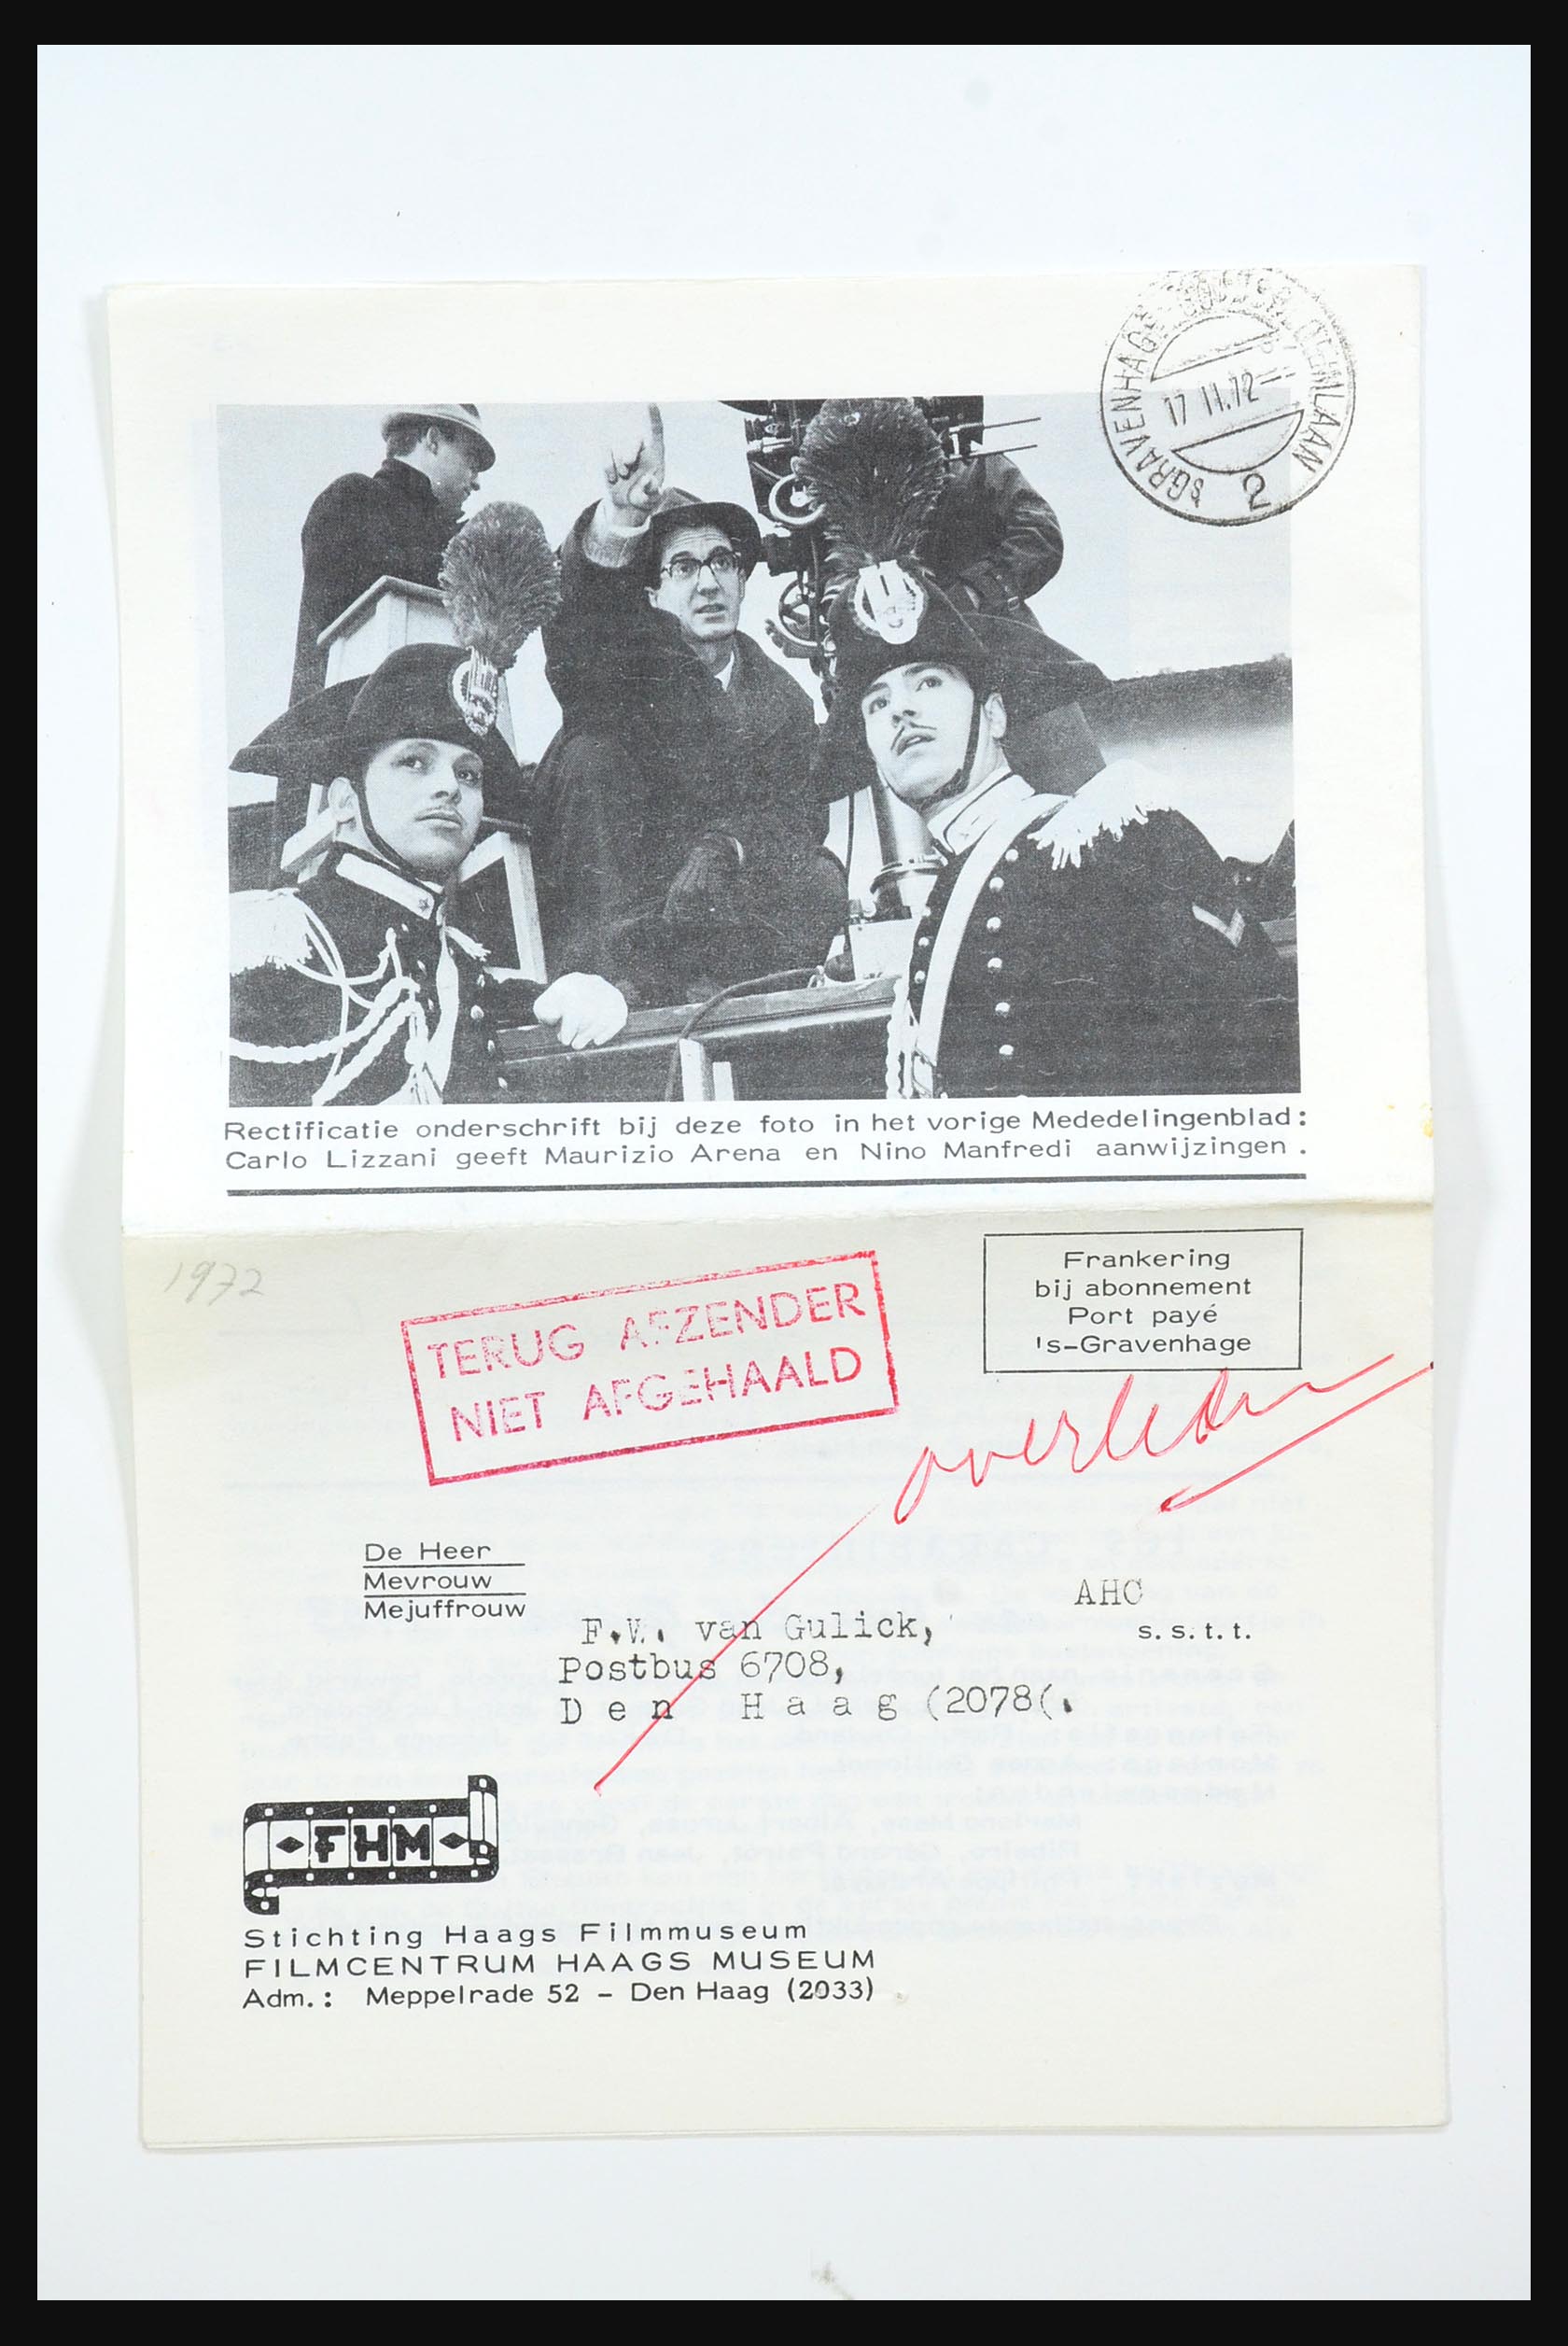 'SGRAVENHAGE
17 11.72
2
Rectificatie onderschrift bij deze foto in het vorige Mededelingenblad:
Carlo Lizzani geeft Maurizio Arena en Nino Manfredi aanwijzingen.
1972
TERUG AFZENDER
NIET AFGEHAALD
Frankering
bij abonnement
Port payé
's-Gravenhage
overleden
De Heer
Mevrouw
Mejuffrouw
AHC
s.s.t.t.
F.W. van Gulick,
Postbus 6708,
Den Haag (2078(.
FHM
Stichting Haags Filmmuseum
FILMCENTRUM HAAGS MUSEUM
Adm.: Meppelrade 52 - Den Haag (2033)